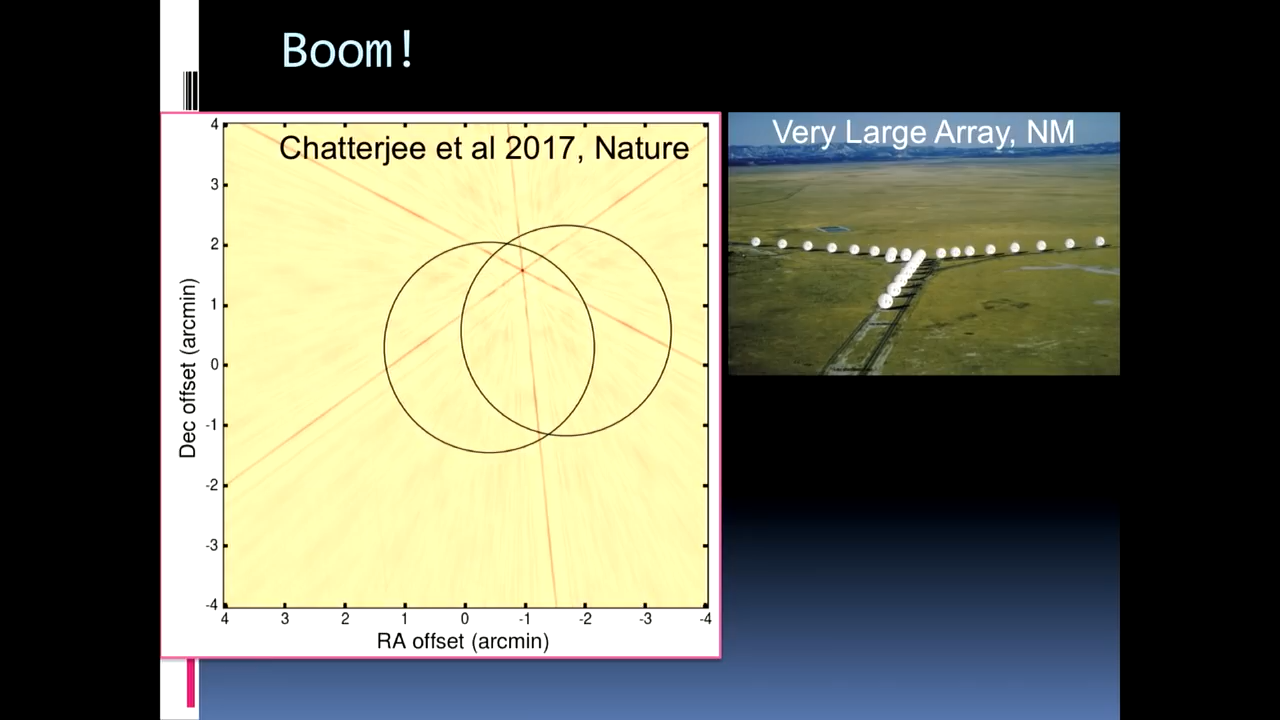 Boom!
Chatterjee et al 2017, Nature
4
3
2
1
0
-1
-2
-3
-4
Dec offset (arcmin)
4 3 2 1 0 -1 -2 -3 -4
RA offset (arcmin)
Very Large Array, NM